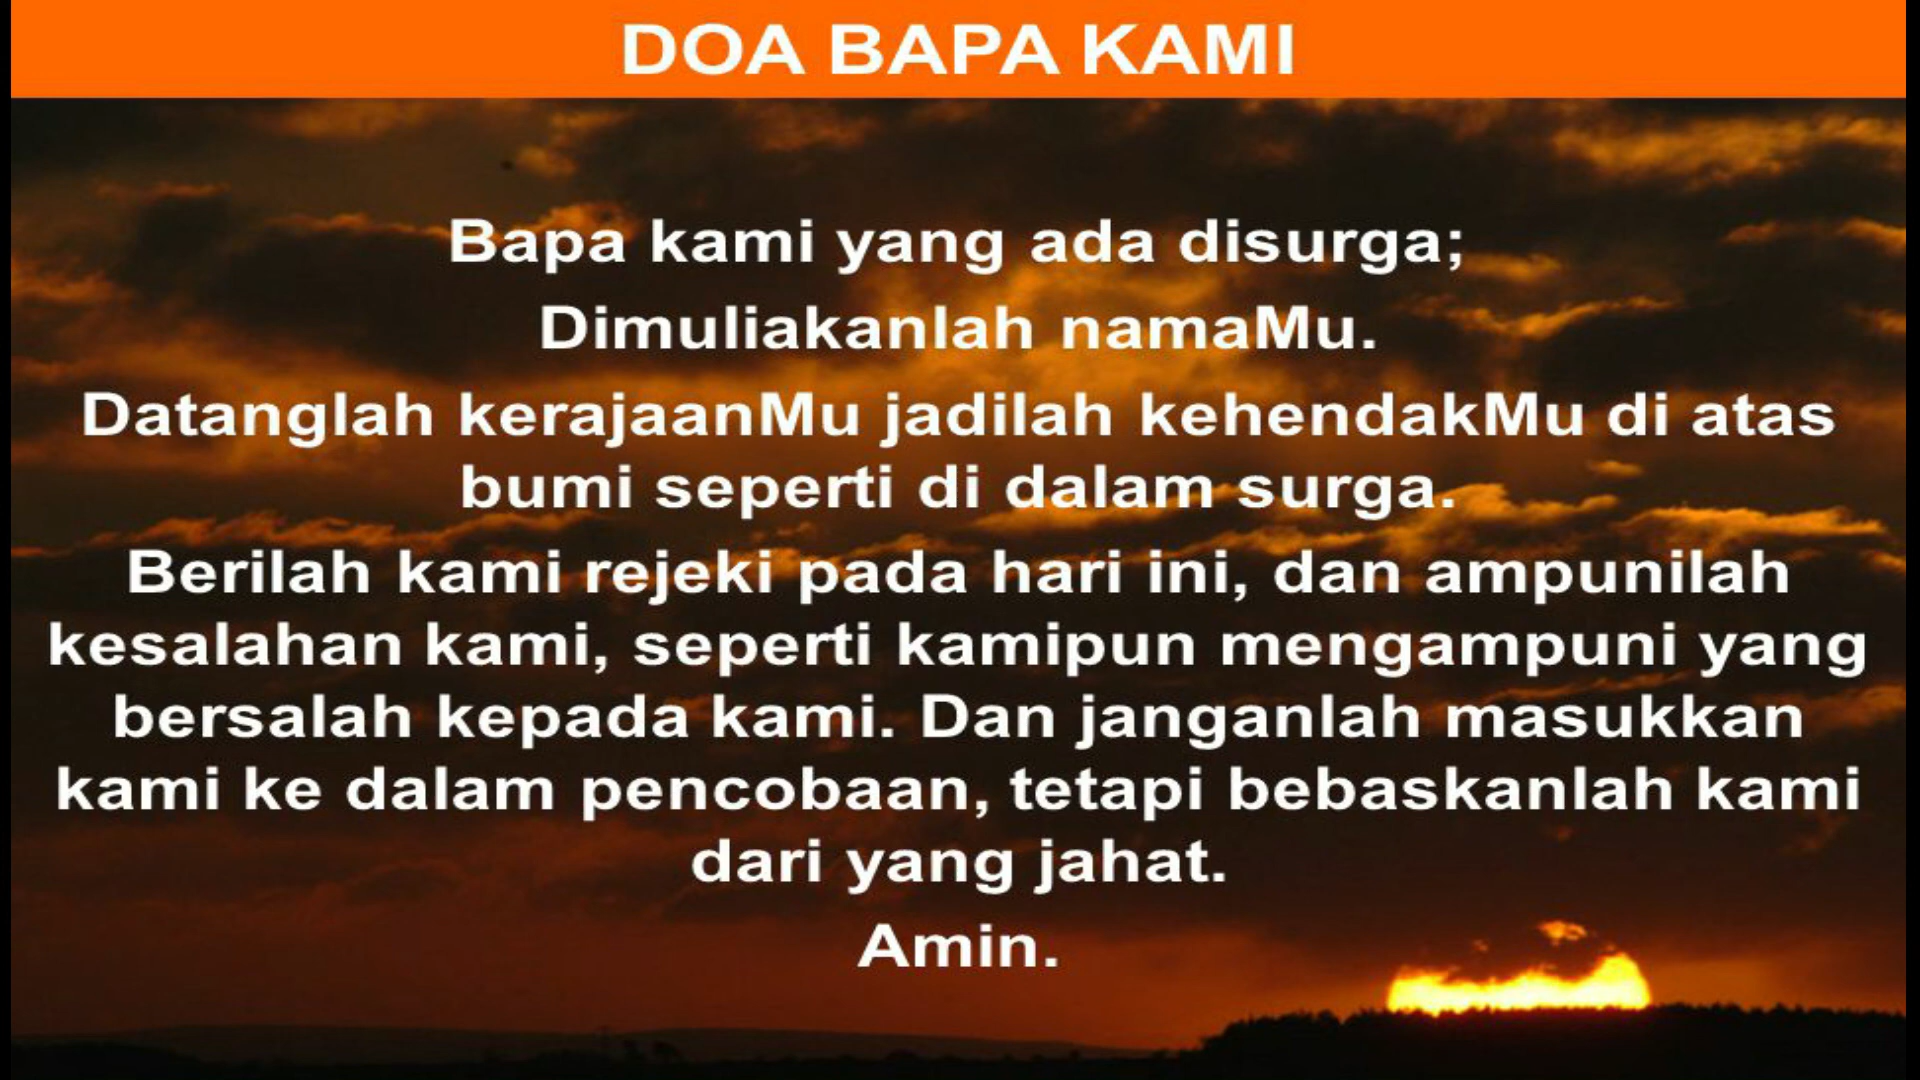 DOA BAPA KAMI
Bapa kami yang ada disurga;
Dimuliakanlah namaMu.
Datanglah kerajaanMu jadilah kehendakMu di atas
bumi seperti di dalam surga.
Berilah kami rejeki pada hari ini, dan ampunilah
kesalahan kami, seperti kamipun mengampuni yang
bersalah kepada kami. Dan janganlah masukkan
kami ke dalam pencobaan, tetapi bebaskanlah kami
dari yang jahat.
Amin.